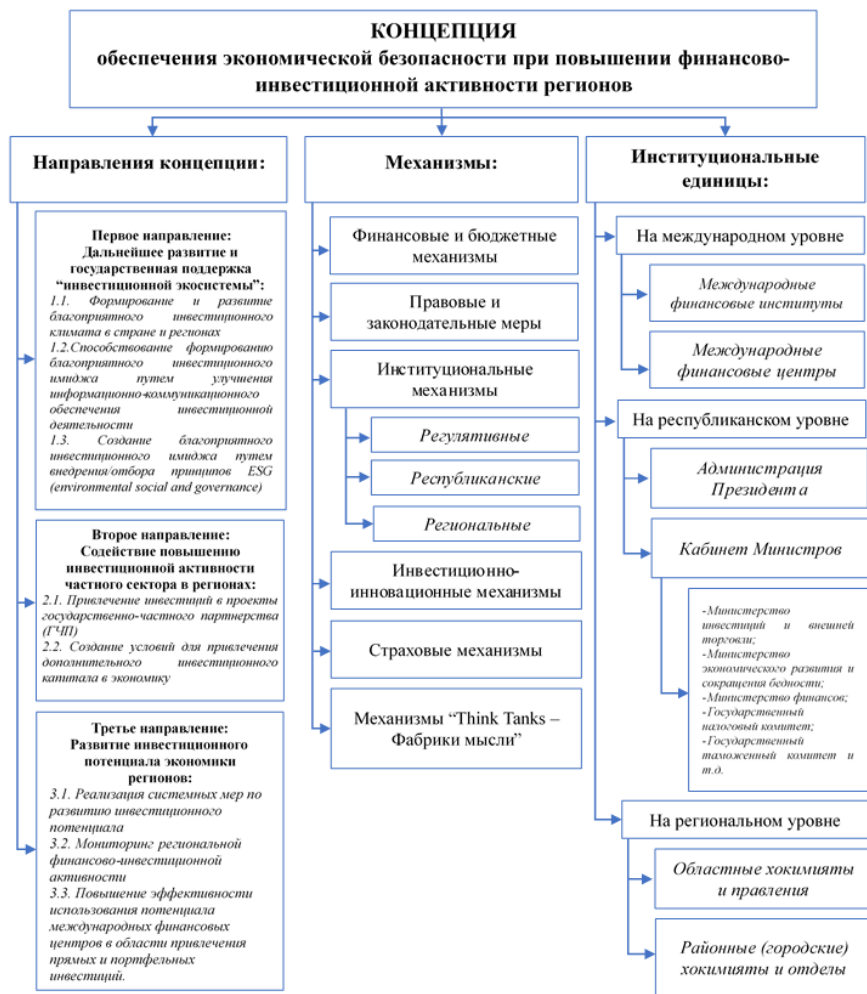 КОНЦЕПЦИЯ
обеспечения экономической безопасности при повышении финансово-
инвестиционной активности регионов
Направления концепции:
Первое направление:
Дальнейшее развитие и
государственная поддержка
“инвестиционной экосистемы”:
1.1. Формирование и развитие
благоприятного инвестиционного
климата в стране и регионах
1.2.Способствование формированию
благоприятного инвестиционного
имиджа путем улучшения
информационно-коммуникационного
обеспечения инвестиционной
деятельности
1.3. Создание благоприятного
инвестиционного имиджа путем
внедрения/отбора принципов ESG
(environmental social and governance)
Второе направление:
Содействие повышению
инвестиционной активности
частного сектора в регионах:
2.1. Привлечение инвестиций в проекты
государственно-частного партнерства
(ГЧП)
2.2. Создание условий для привлечения
дополнительного инвестиционного
капитала в экономику
Третье направление:
Развитие инвестиционного
потенциала экономики
регионов:
3.1. Реализация системных мер по
развитию инвестиционного
потенциала
3.2. Мониторинг региональной
финансово-инвестиционной
активности
3.3. Повышение эффективности
использования потенциала
международных финансовых
центров в области привлечения
прямых и портфельных
инвестиций.
Механизмы:
Финансовые и бюджетные
механизмы
Правовые и
законодательные меры
Институциональные
механизмы
Регулятивные
Республиканские
Региональные
Инвестиционно-
инновационные механизмы
Страховые механизмы
Механизмы “Think Tanks –
Фабрики мысли”
Институциональные
единицы:
На международном уровне
Международные
финансовые институты
Международные
финансовые центры
На республиканском уровне
Администрация
Президента
Кабинет Министров
-Министерство
инвестиций и внешней
торговли;
-Министерство
экономического развития и
сокращения бедности;
-Министерство финансов;
-Государственный
налоговый комитет;
-Государственный
таможенный комитет и
т.д.
На региональном уровне
Областные хокимияты
и правления
Районные (городские)
хокимияты и отделы